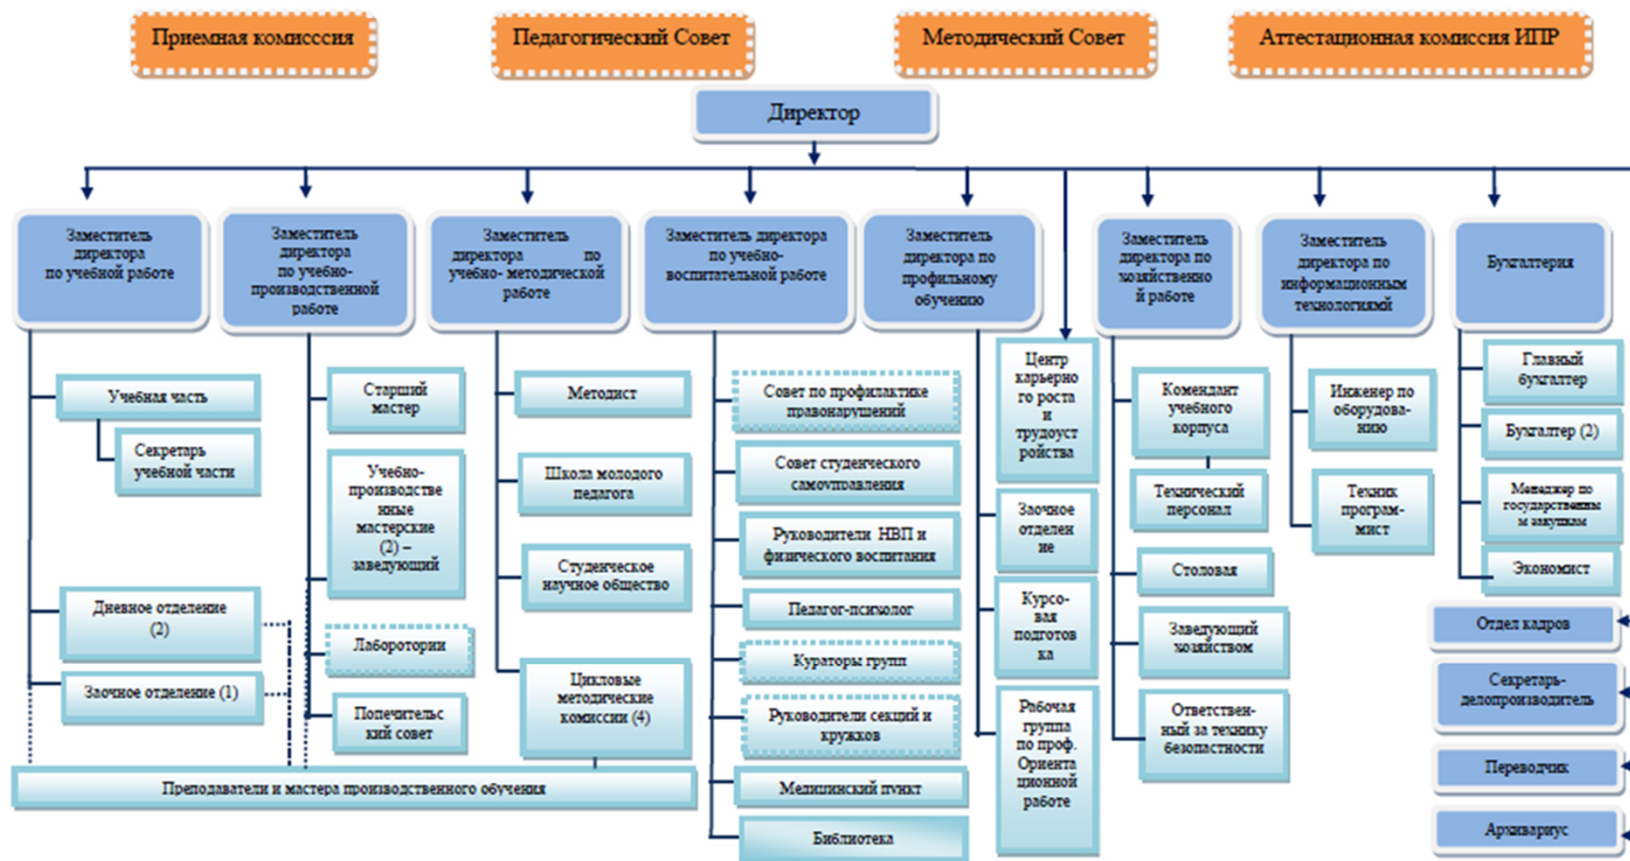 Приемная комисссия
Педагогический Совет
Методический Совет
Аттестационная комиссия ИПР
Директор
Заместитель
директора
по учебной работе
Заместитель
директора
по учебно-
производственной
работе
Заместитель
директора по
учебно- методической
работе
Заместитель директора
по учебно-
воспитательной работе
Заместитель
директора по
профильному
обучению
Заместитель
директора по
хозяйственно
й работе
Заместитель
директора по
информационным
технологиямй
Бухгалтерия
Учебная часть
Секретарь
учебной части
Дневное отделение
(2)
Заочное отделение (1)
Старший
мастер
Учебно-
производстве
нные
мастерские
(2) –
заведующий
Лаборотории
Попечительс
кий совет
Методист
Школа молодого
педагога
Студенческое
научное общество
Цикловые
методические
комиссии (4)
Преподаватели и мастера производственного обучения
Совет по профилактике
правонарушений
Совет студенческого
самоуправления
Руководители НВП и
физического воспитания
Педагог-психолог
Кураторы групп
Руководители секций и
кружков
Медицинский пункт
Библиотека
Центр
карьерно
го роста
и
трудоуст
ройства
Заочное
отделен
ие
Курсо-
вая
подготов
ка
Рабочая
группа
по проф.
Ориента
ционной
работе
Комендант
учебного
корпуса
Технический
персонал
Столовая
Заведующий
хозяйством
Ответствен-
ный за технику
безопастности
Инженер по
оборудова-
нию
Техник
програм-
мист
Главный
бухгалтер
Бухгалтер (2)
Менеджер по
государственны
м закупкам
Экономист
Отдел кадров
Секретарь-
делопроизводитель
Переводчик
Архивариус